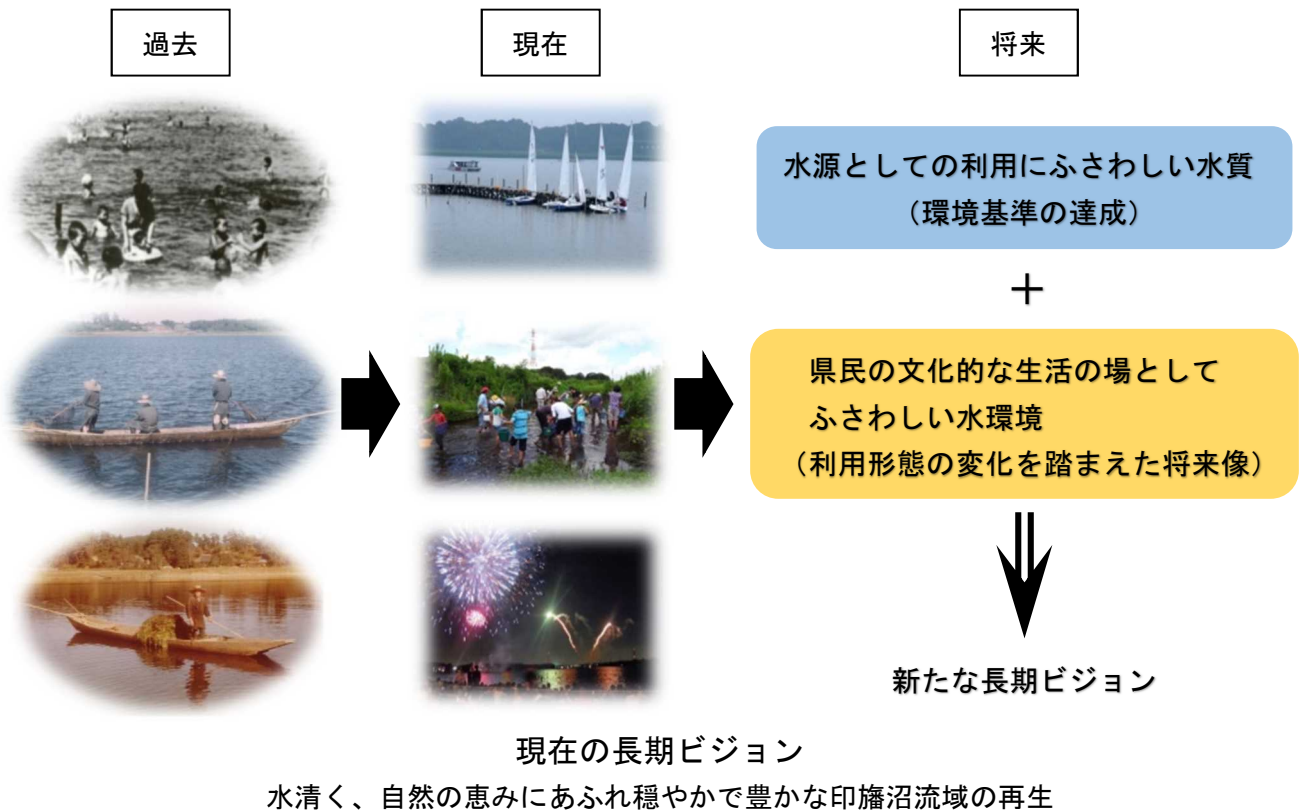 過去
現在
将来
水源としての利用にふさわしい水質
（環境基準の達成）
＋
県民の文化的な生活の場として
ふさわしい水環境
（利用形態の変化を踏まえた将来像）
新たな長期ビジョン
現在の長期ビジョン
水清く、自然の恵みにあふれ穏やかで豊かな印旛沼流域の再生